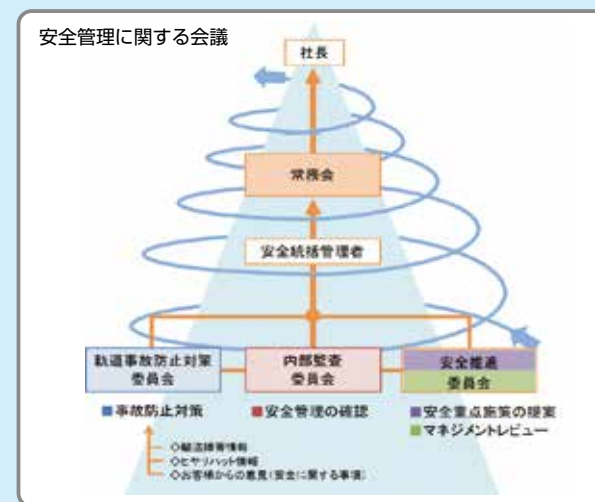 安全管理に関する会議
社長
常務会
安全統括管理者
軌道事故防止対策
委員会
内部監査
委員会
安全推進
委員会
■事故防止対策
■安全管理の確認
■安全重点施策の提案
■マネジメントレビュー
◇輸送障害情報
◇ヒヤリハット情報
◇お客様からの意見(安全に関する事項)